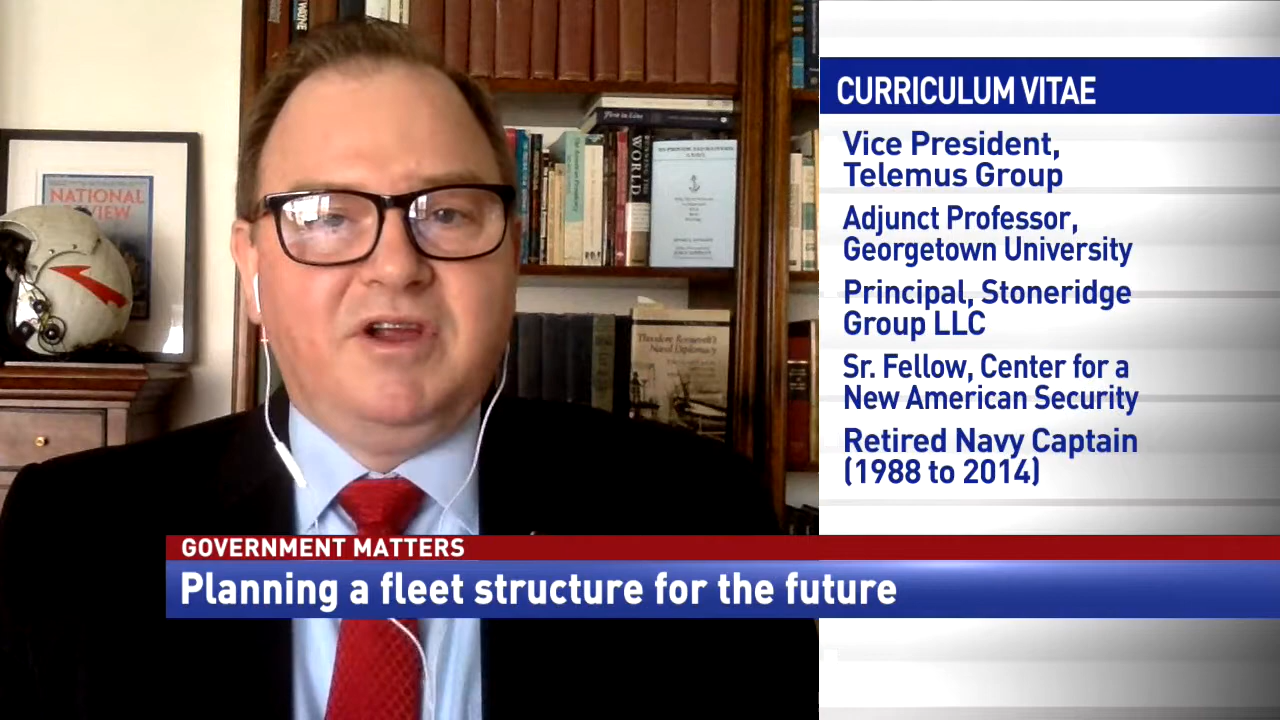 NATIONAL
VIEW
WORLD
Theodore Roosevelt's
Naval Diplomacy
CURRICULUM VITAE
Vice President,
Telemus Group
Adjunct Professor,
Georgetown University
Principal, Stoneridge
Group LLC
Sr. Fellow, Center for a
New American Security
Retired Navy Captain
(1988 to 2014)
GOVERNMENT MATTERS
Planning a fleet structure for the future